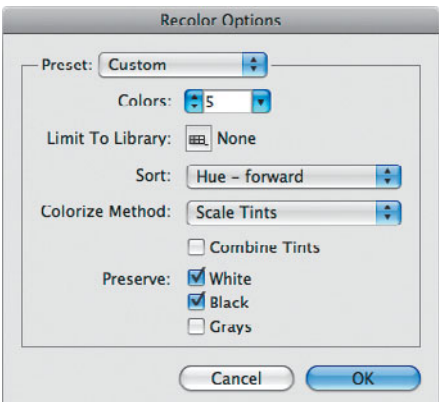 Recolor Options
Preset: Custom
Colors: 5
Limit To Library: None
Sort: Hue – forward
Colorize Method: Scale Tints
Combine Tints
Preserve: White
Black
Grays
Cancel OK